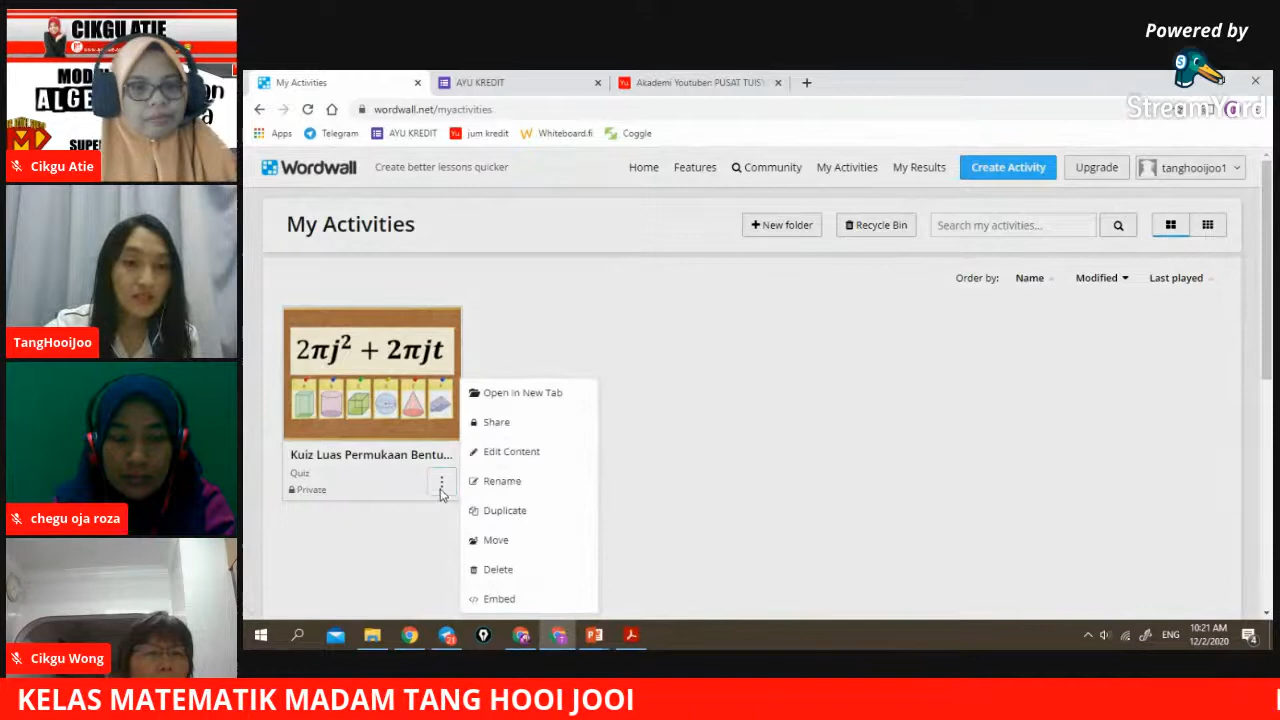 CIKGU ATIE
Cikgu Atie
TangHooiJoo
chegu oja roza
Cikgu Wong
Powered by
StreamYard
My Activities
AYU KREDIT
Akademi Youtuber: PUSAT TUISY
wordwall.net/myactivities
Apps
Telegram
AYU KREDIT
jum kredit
Whiteboard.fi
Coggle
Wordwall
Create better lessons quicker
Home
Features
Community
My Activities
My Results
Create Activity
Upgrade
tanghooijoo1
My Activities
New folder
Recycle Bin
Search my activities...
Order by:
Name
Modified
Last played
2πj² + 2πjt
Kuiz Luas Permukaan Bentu...
Quiz
Private
Open In New Tab
Share
Edit Content
Rename
Duplicate
Move
Delete
Embed
ENG
10:21 AM
12/2/2020
KELAS MATEMATIK MADAM TANG HOOI JOOI